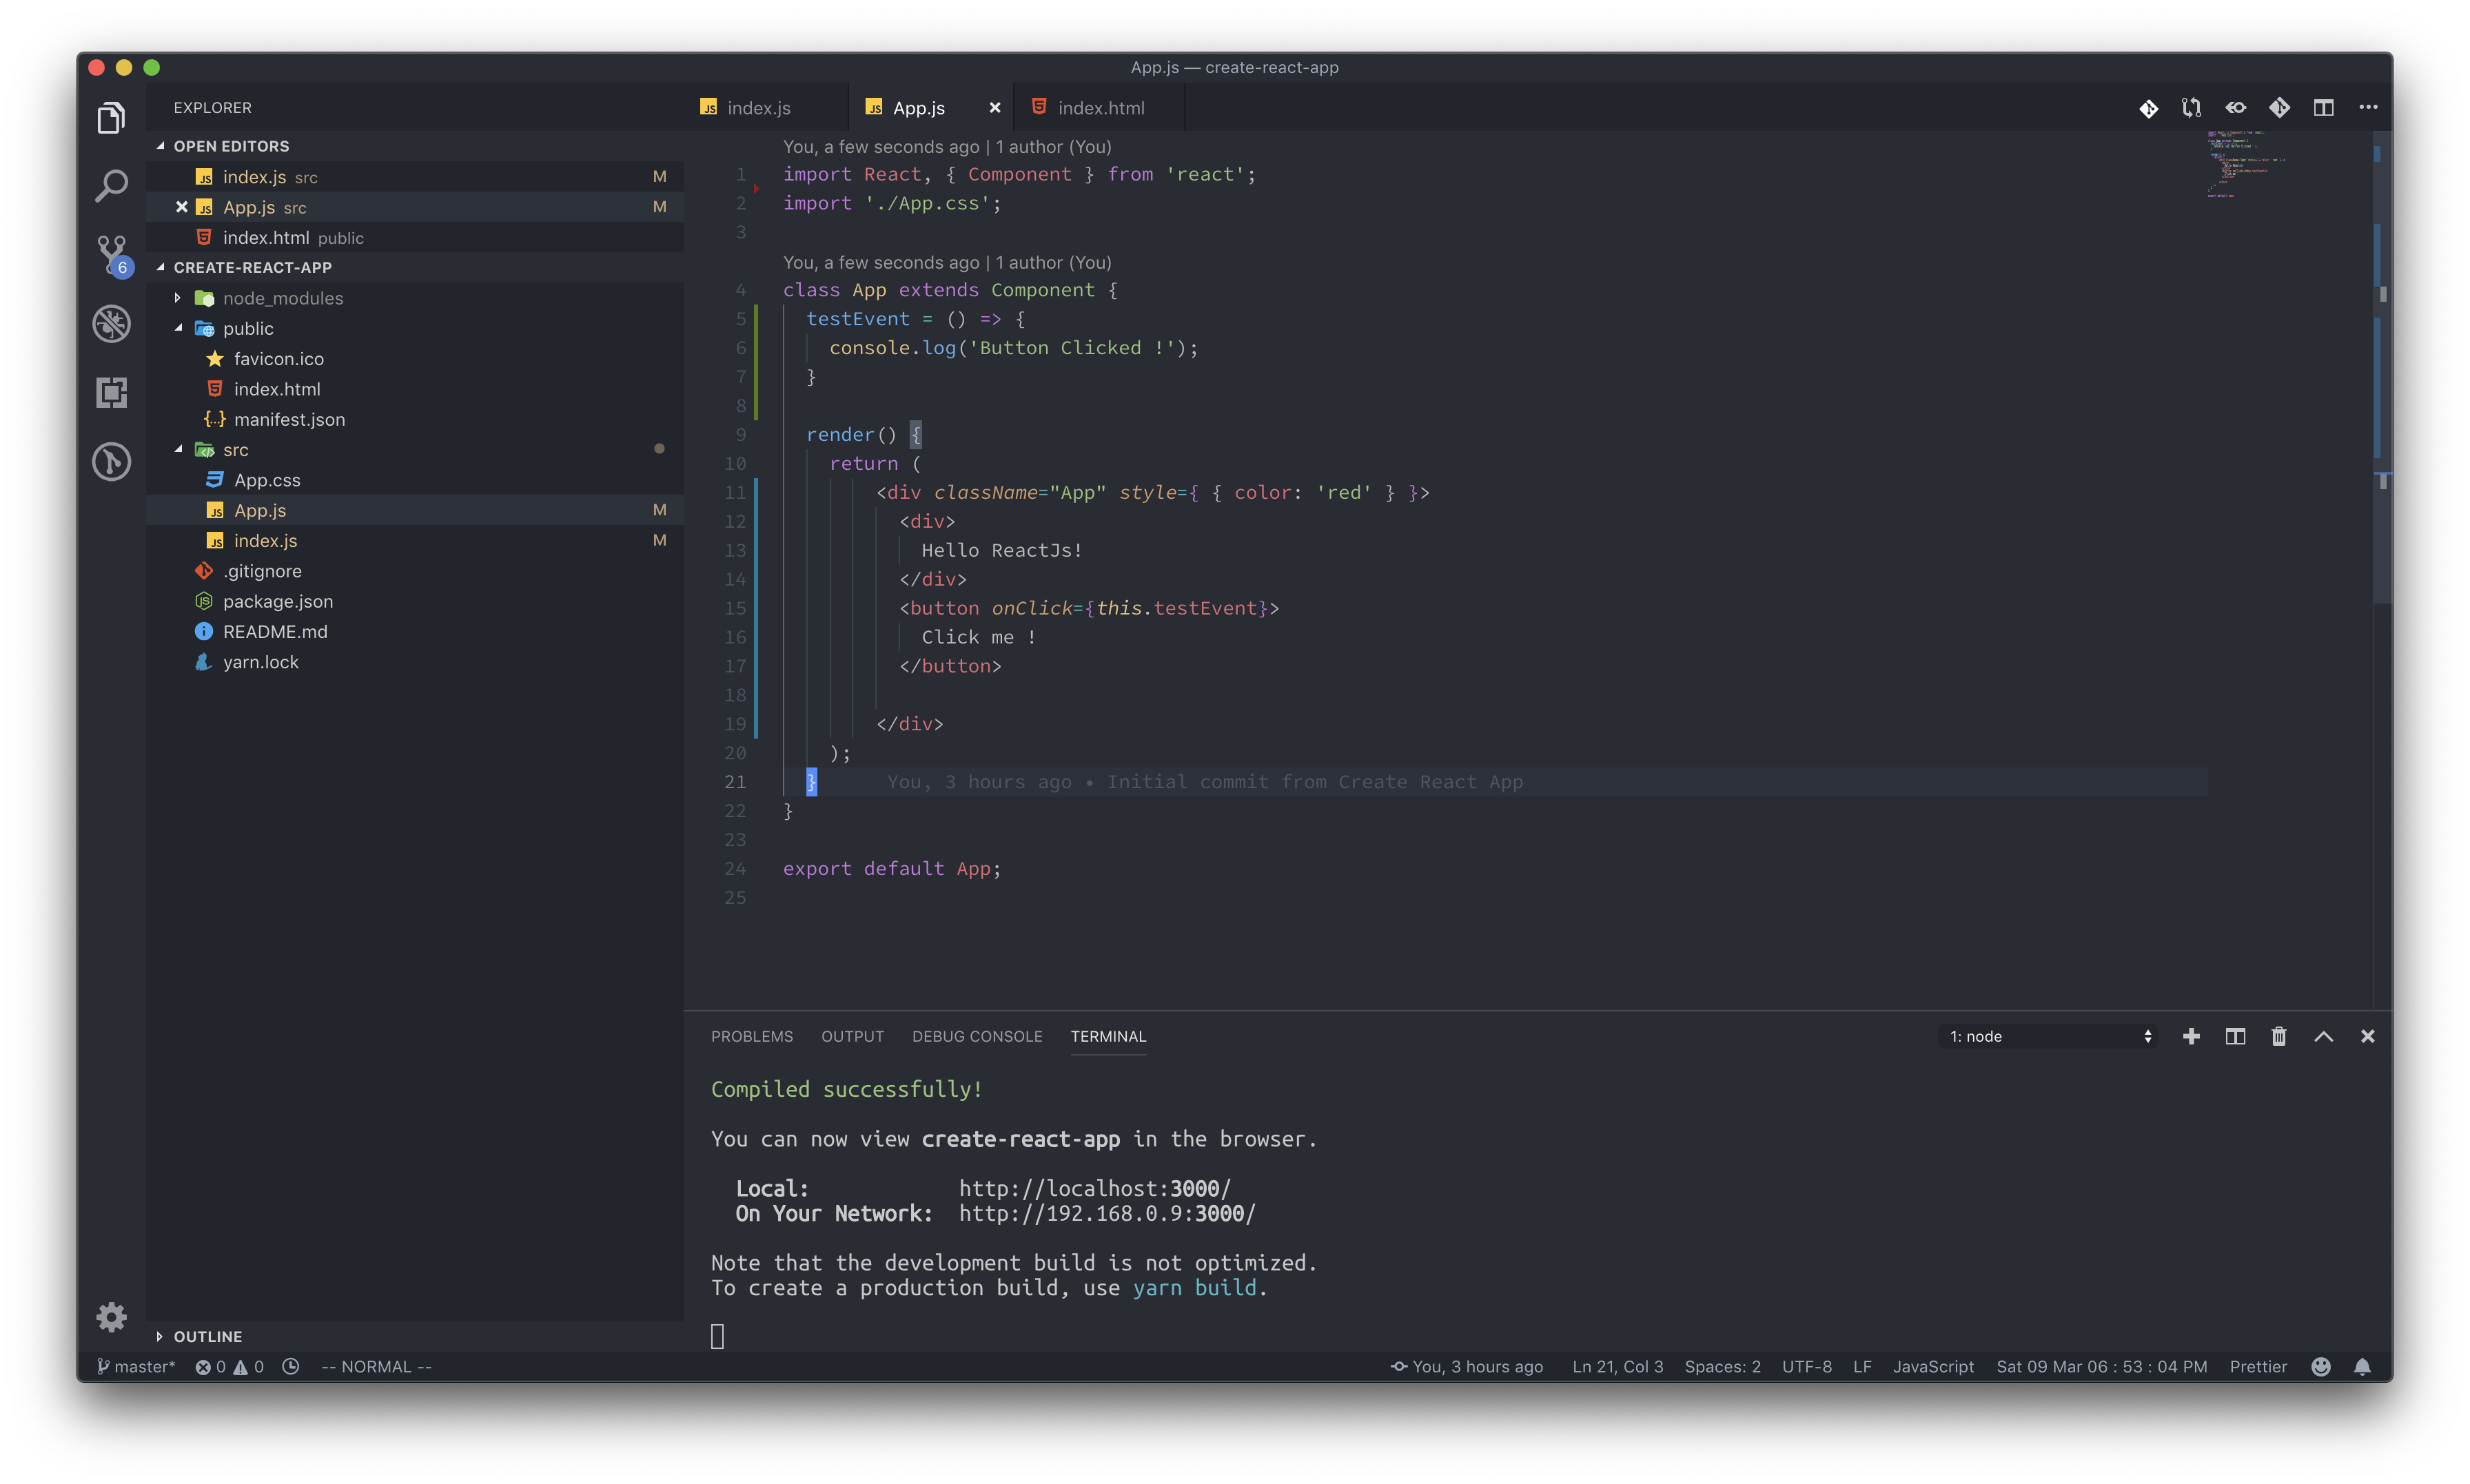 App.js — create-react-app
EXPLORER
OPEN EDITORS
index.js src M
App.js src M
index.html public
6
CREATE-REACT-APP
node_modules
public
favicon.ico
index.html
manifest.json
src
App.css
App.js M
index.js M
.gitignore
package.json
README.md
yarn.lock
OUTLINE
index.js
App.js
index.html
You, a few seconds ago | 1 author (You)
1 import React, { Component } from 'react';
2 import './App.css';
3
You, a few seconds ago | 1 author (You)
4 class App extends Component {
5   testEvent = () => {
6     console.log('Button Clicked !');
7   }
8
9   render() {
10     return (
11         <div className="App" style={ { color: 'red' } }>
12           <div>
13             Hello ReactJs!
14           </div>
15           <button onClick={this.testEvent}>
16             Click me !
17           </button>
18
19         </div>
20     );
21   } You, 3 hours ago • Initial commit from Create React App
22 }
23
24 export default App;
25
PROBLEMS OUTPUT DEBUG CONSOLE TERMINAL 1: node
Compiled successfully!
You can now view create-react-app in the browser.
Local: http://localhost:3000/
On Your Network: http://192.168.0.9:3000/
Note that the development build is not optimized.
To create a production build, use yarn build.
master* 0 0 -- NORMAL -- You, 3 hours ago Ln 21, Col 3 Spaces: 2 UTF-8 LF JavaScript Sat 09 Mar 06 : 53 : 04 PM Prettier